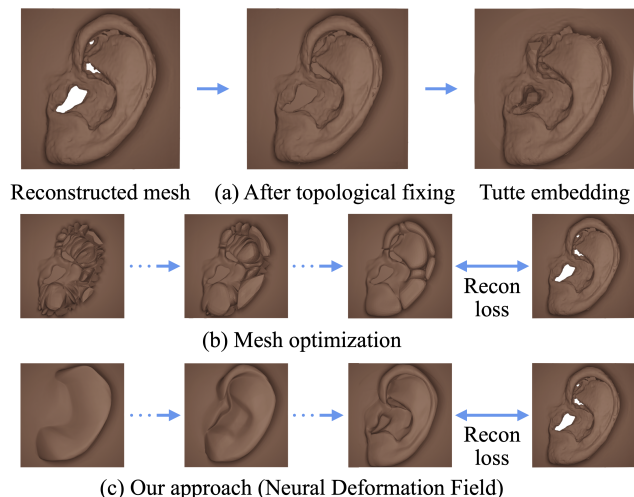 Reconstructed mesh
(a) After topological fixing
Tutte embedding
Recon
loss
(b) Mesh optimization
Recon
loss
(c) Our approach (Neural Deformation Field)